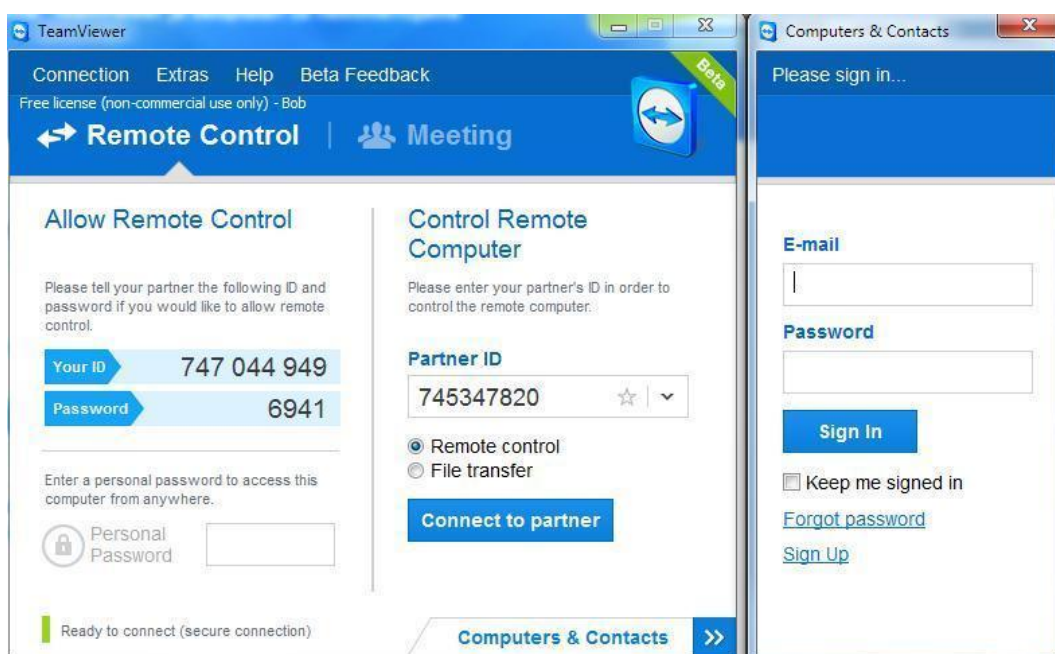 TeamViewer
Connection Extras Help Beta Feedback
Beta
Free license (non-commercial use only) - Bob
Remote Control | Meeting
Allow Remote Control
Please tell your partner the following ID and
password if you would like to allow remote
control.
Your ID 747 044 949
Password 6941
Enter a personal password to access this
computer from anywhere.
Personal
Password
Ready to connect (secure connection)
Control Remote
Computer
Please enter your partner's ID in order to
control the remote computer.
Partner ID
745347820
Remote control
File transfer
Connect to partner
Computers & Contacts
Computers & Contacts
Please sign in...
E-mail
Password
Sign In
Keep me signed in
Forgot password
Sign Up